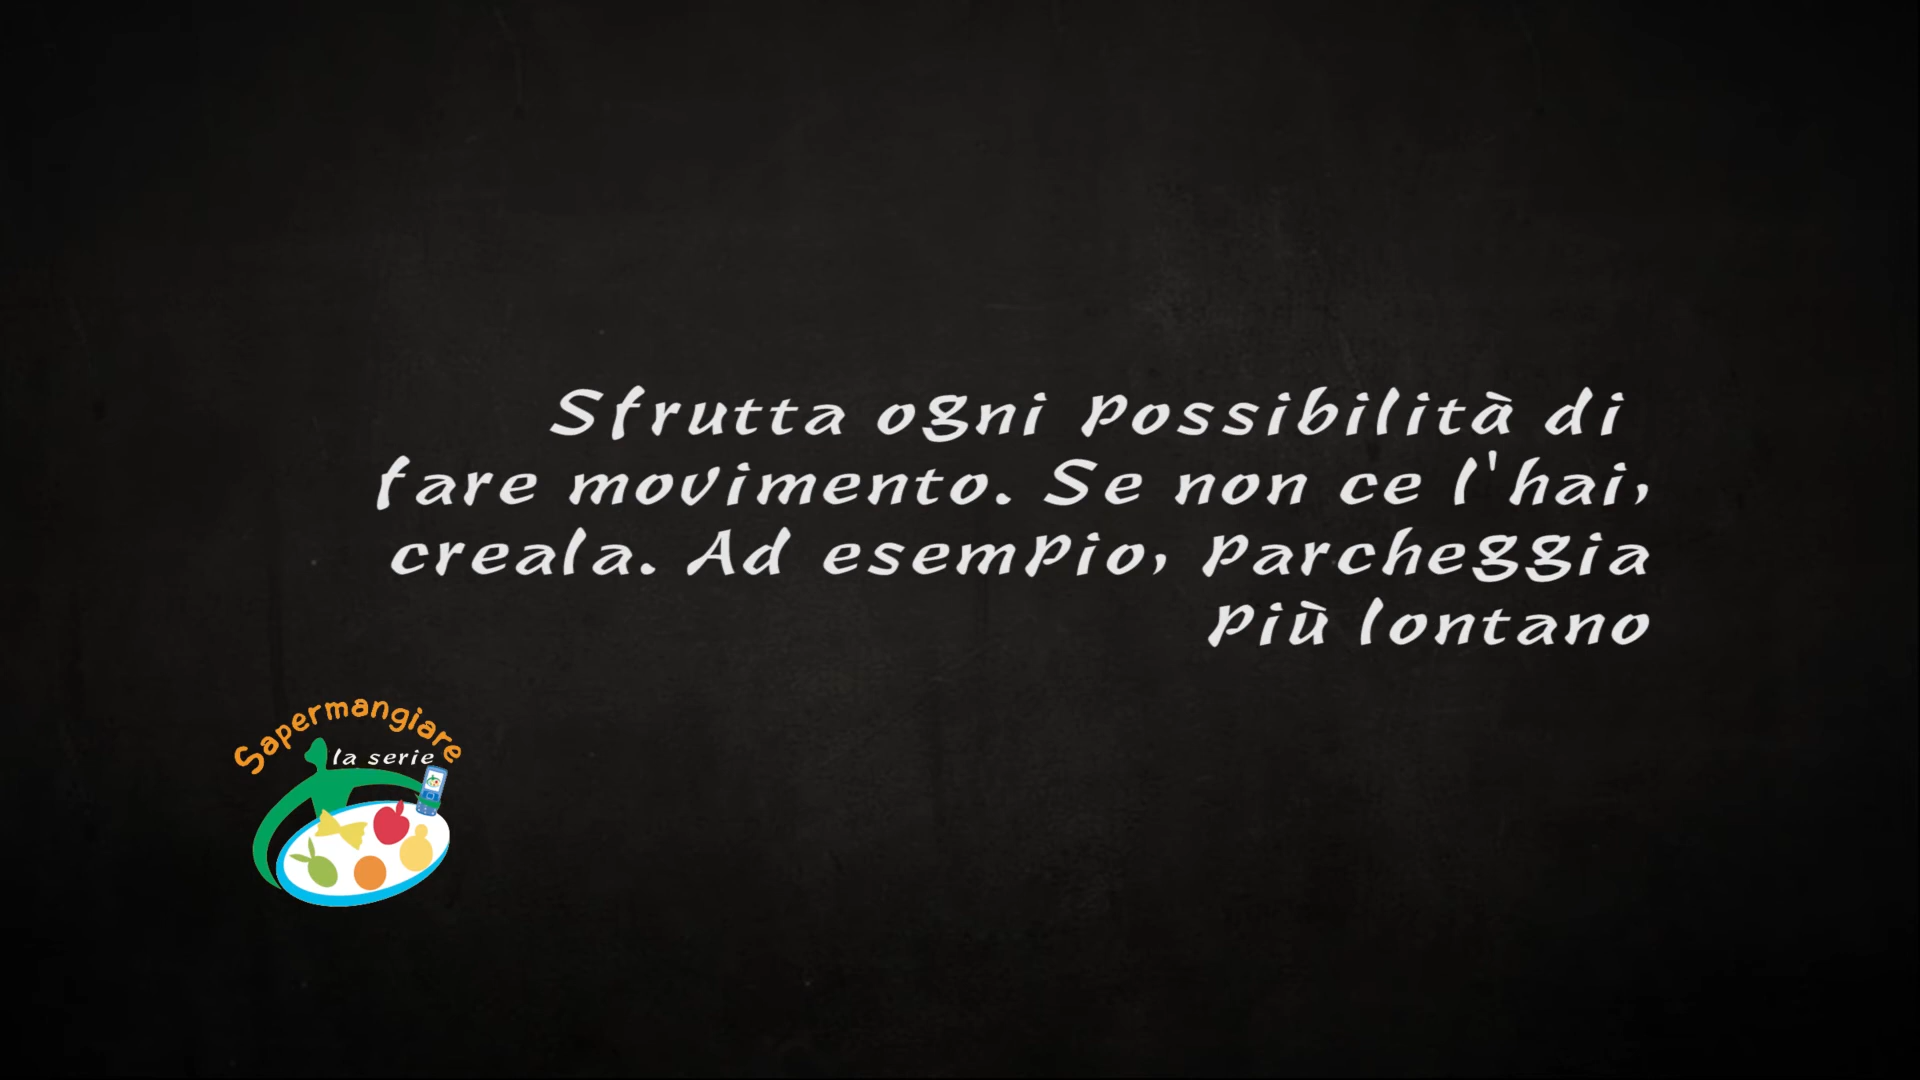 Sfrutta ogni possibilità di
fare movimento. Se non ce l'hai,
creala. Ad esempio, parcheggia
più lontano
Sapermangiare
la serie